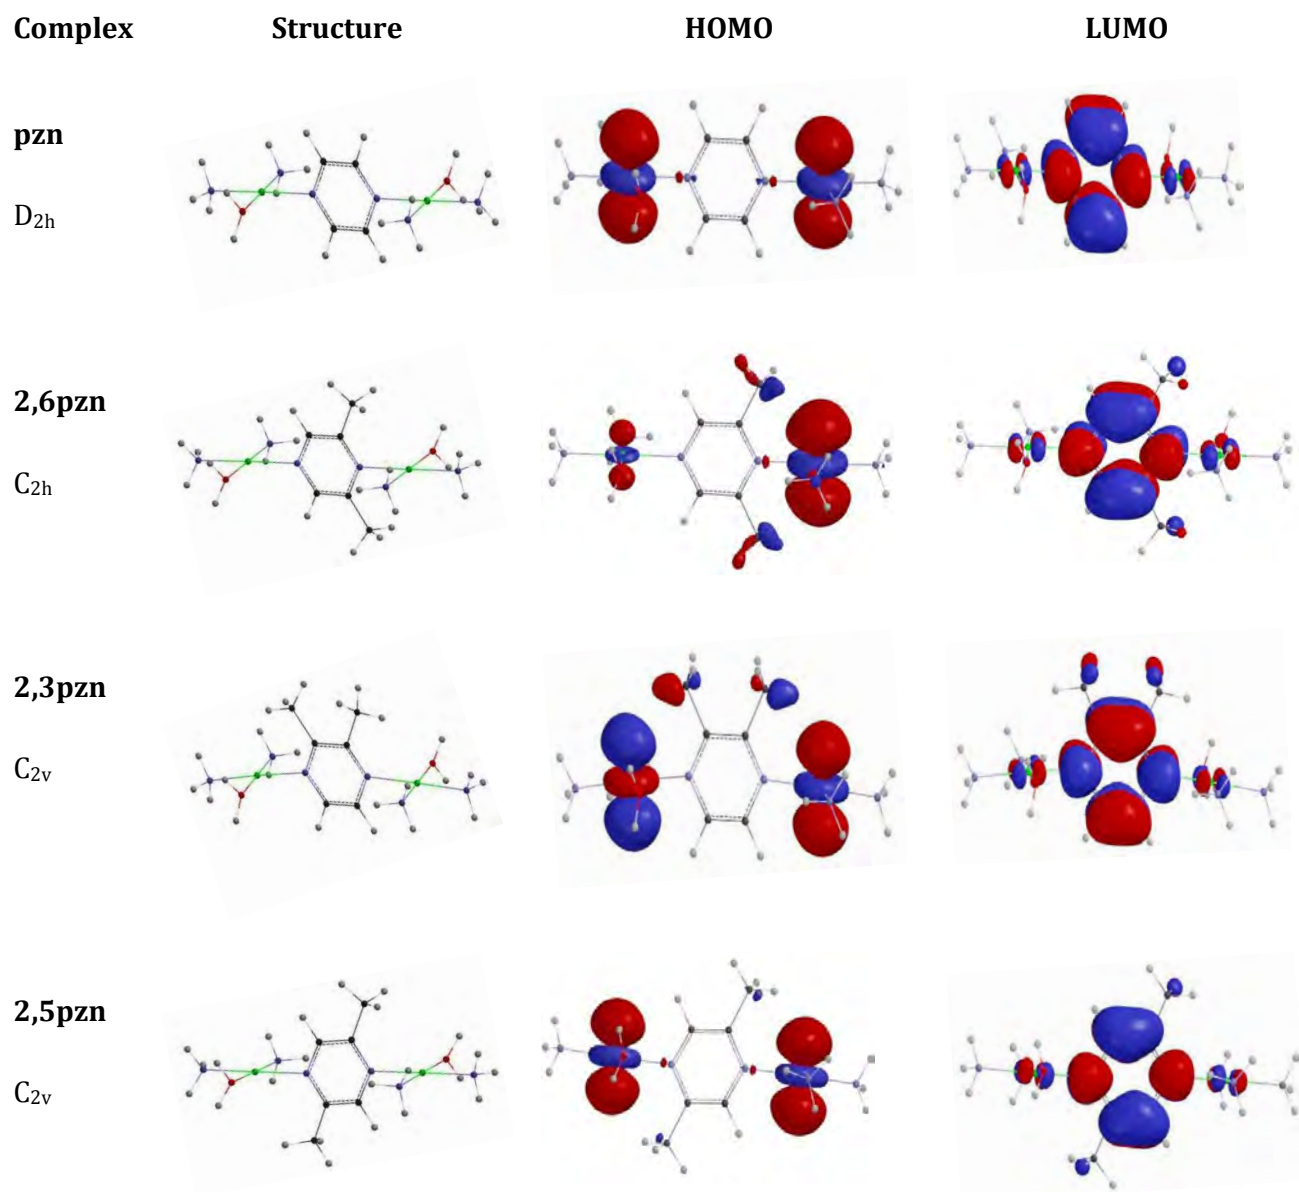 Complex Structure HOMO LUMO
pzn
D2h
2,6pzn
C2h
2,3pzn
C2v
2,5pzn
C2v